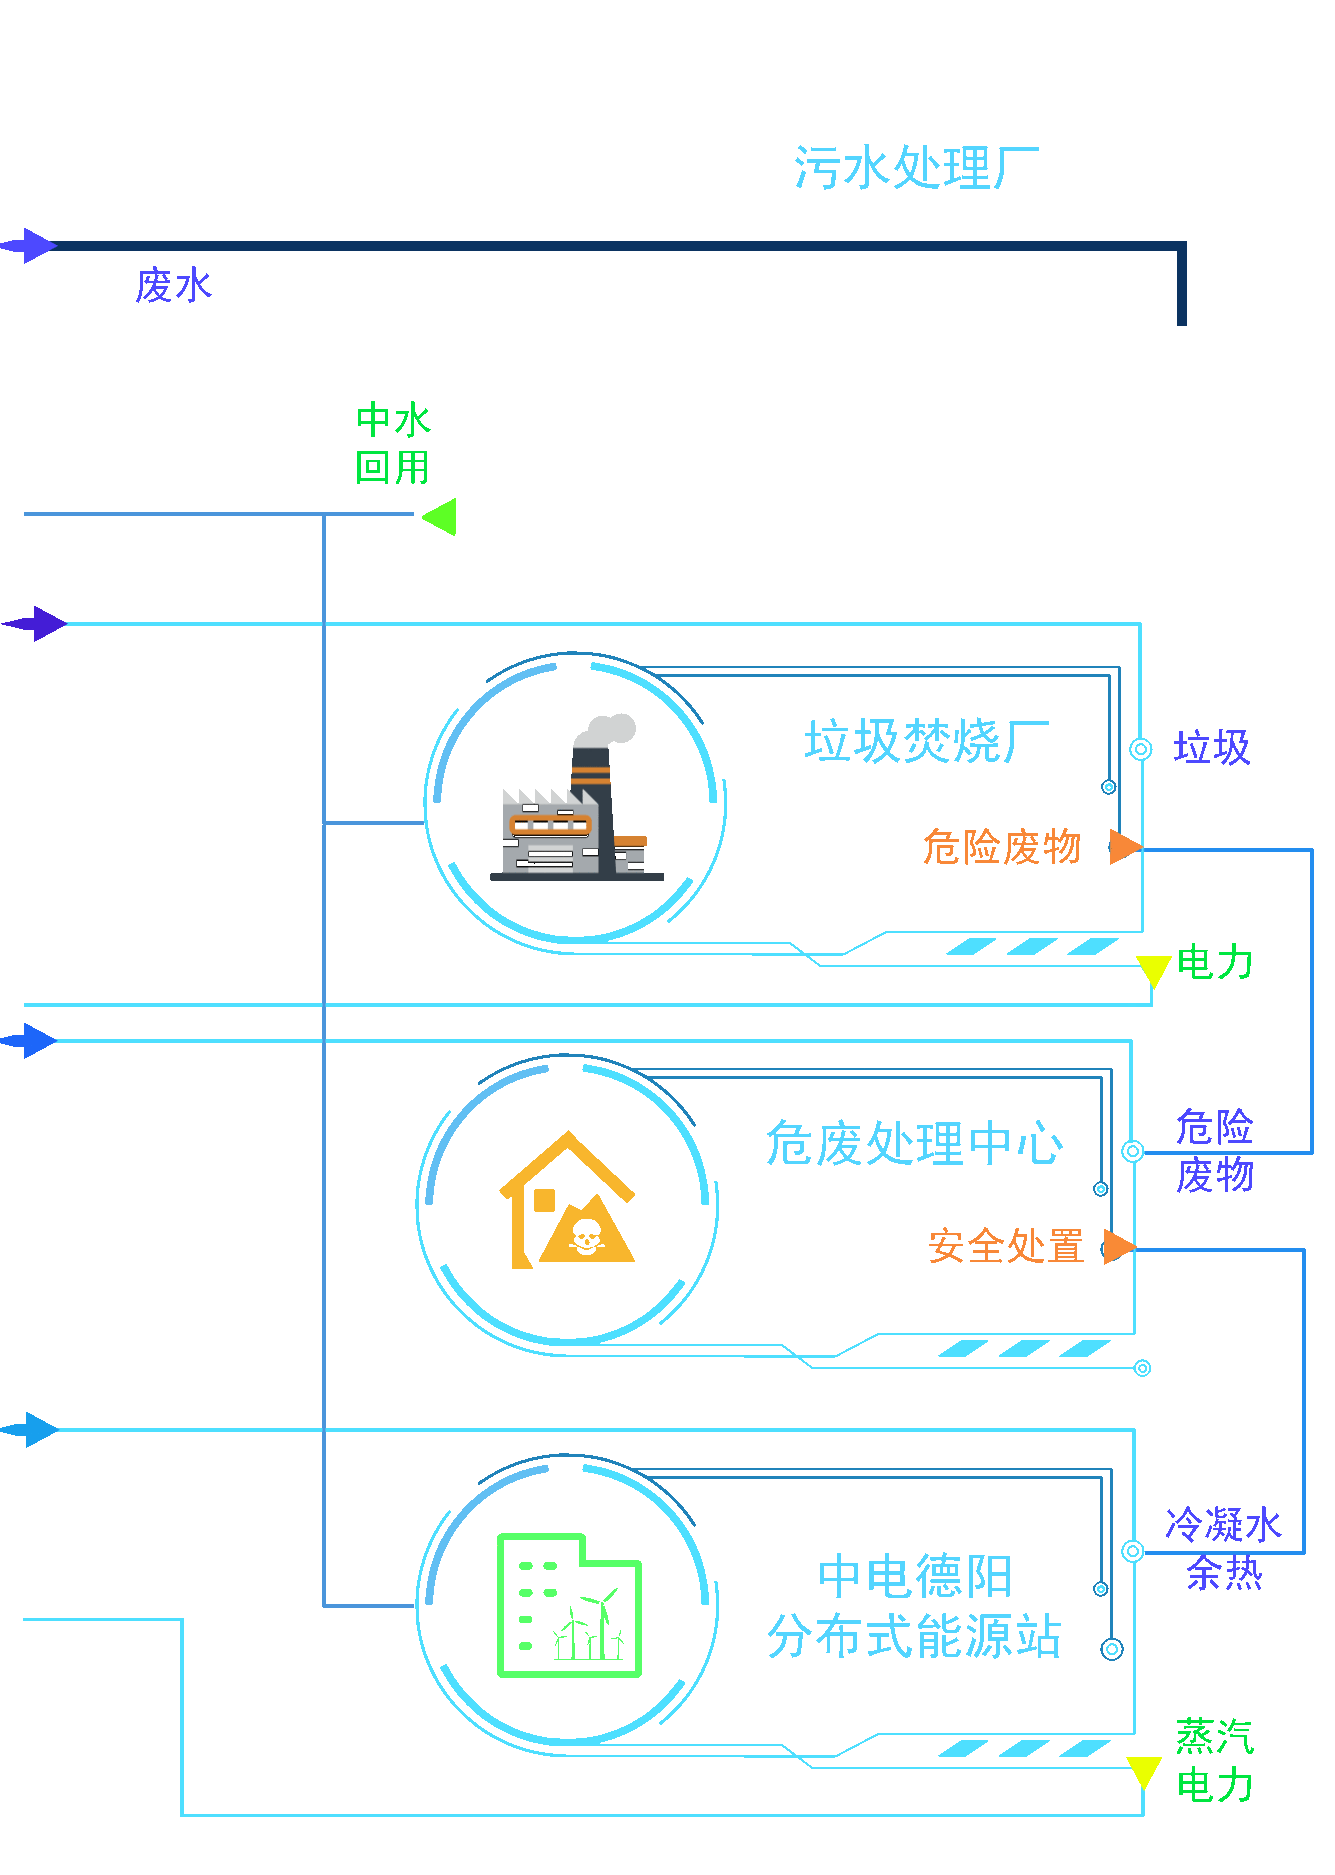 污水处理厂
废水
中水
回用
垃圾焚烧厂
垃圾
危险废物
电力
危废处理中心
危险
废物
安全处置
冷凝水
余热
中电德阳
分布式能源站
蒸汽
电力